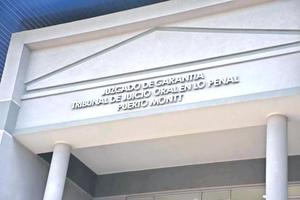 JUZGADO DE GARANTIA
TRIBUNAL DE JUICIO ORAL EN LO PENAL
PUERTO MONTT